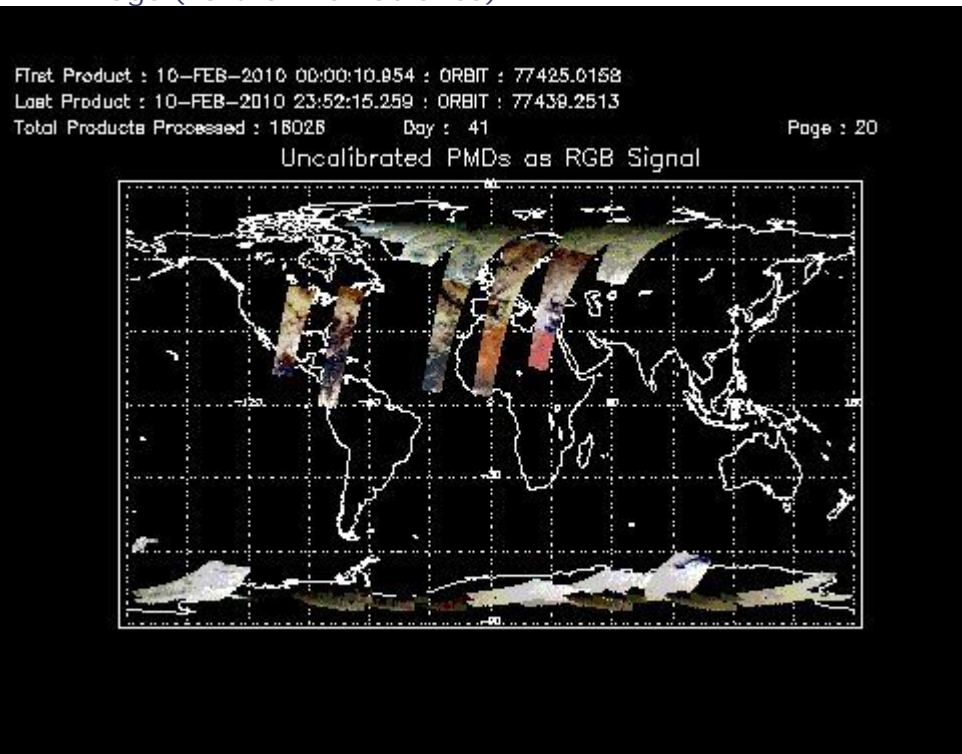 First Product : 10-FEB-2010 00:00:10.954 : ORBIT : 77425.0158
Last Product : 10-FEB-2010 23:52:15.259 : ORBIT : 77439.2513
Total Products Processed : 16026 Day : 41 Page : 20
Uncalibrated PMDs as RGB Signal